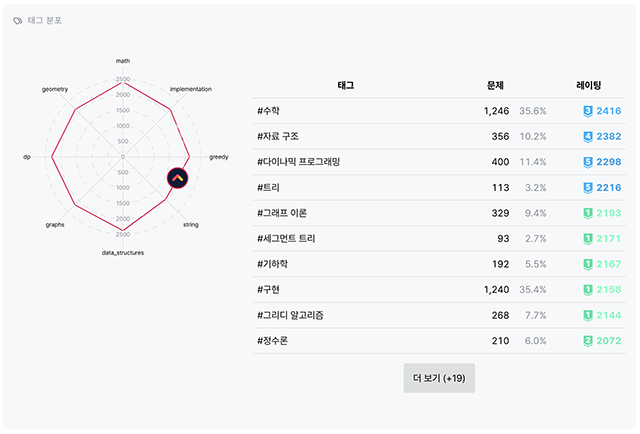 태그 분포
math
geometry
implementation
2500
2000
1500
1000
500
dp
0
greedy
500
1000
1500
graphs
string
2000
2500
data_structures
태그 문제 레이팅
#수학 1,246 35.6% 3 2416
#자료 구조 356 10.2% 4 2382
#다이나믹 프로그래밍 400 11.4% 5 2298
#트리 113 3.2% 5 2216
#그래프 이론 329 9.4% 1 2193
#세그먼트 트리 93 2.7% 1 2171
#기하학 192 5.5% 1 2167
#구현 1,240 35.4% 1 2158
#그리디 알고리즘 268 7.7% 1 2144
#정수론 210 6.0% 2 2072
더 보기 (+19)